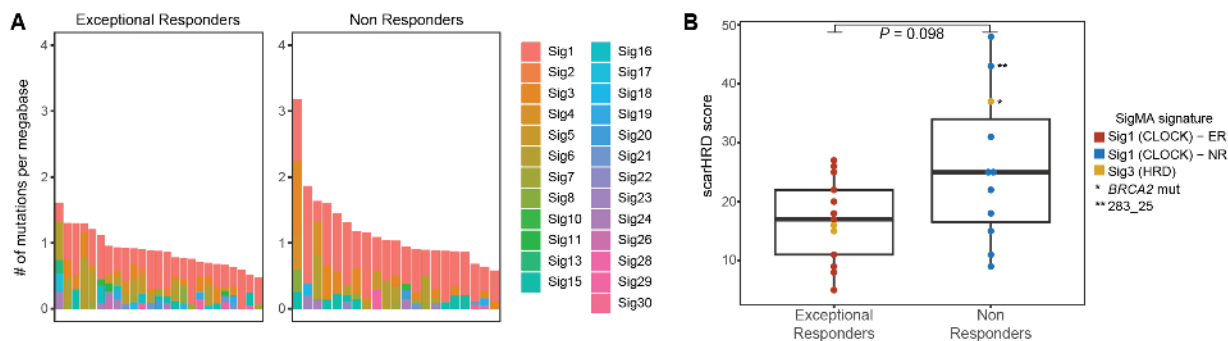 A
Exceptional Responders
Non Responders
# of mutations per megabase
4
3
2
1
0
4
3
2
1
0
Sig1
Sig2
Sig3
Sig4
Sig5
Sig6
Sig7
Sig8
Sig10
Sig11
Sig13
Sig15
Sig16
Sig17
Sig18
Sig19
Sig20
Sig21
Sig22
Sig23
Sig24
Sig26
Sig28
Sig29
Sig30
B
scarHRD score
50
40
30
20
10
P = 0.098
**
*
Exceptional
Responders
Non
Responders
SigMA signature
Sig1 (CLOCK) – ER
Sig1 (CLOCK) – NR
Sig3 (HRD)
* BRCA2 mut
** 283_25